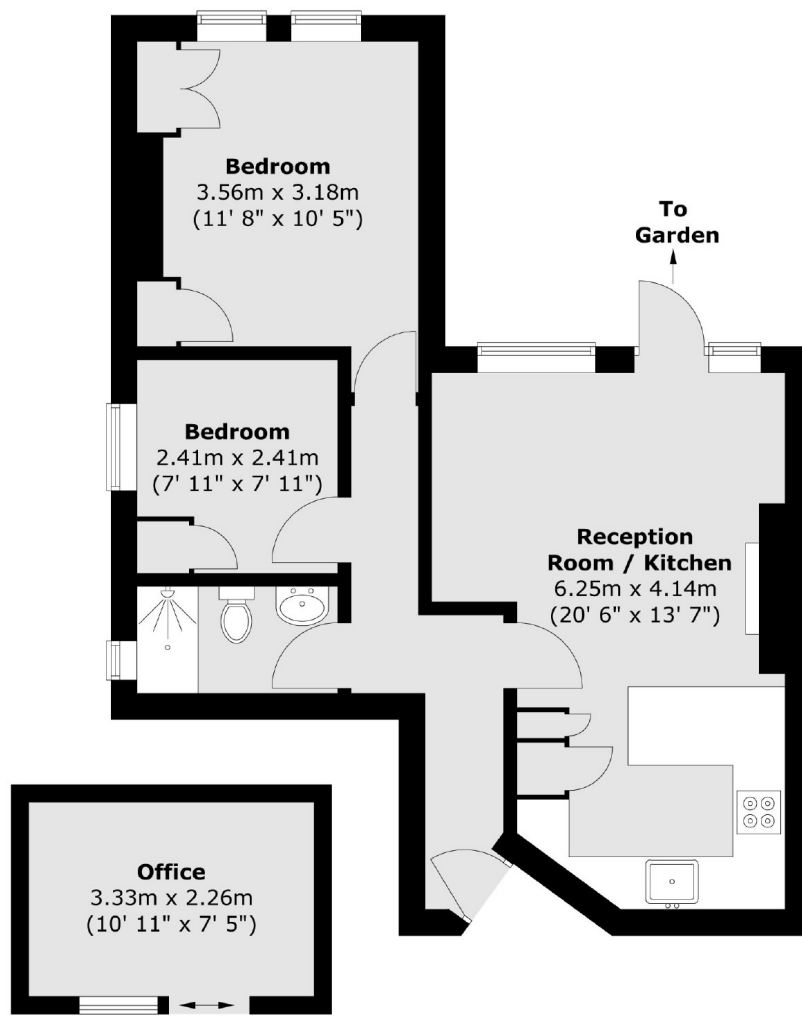 Bedroom
3.56m x 3.18m
(11' 8" x 10' 5")
To
Garden
Bedroom
2.41m x 2.41m
(7' 11" x 7' 11")
Reception
Room / Kitchen
6.25m x 4.14m
(20' 6" x 13' 7")
Office
3.33m x 2.26m
(10' 11" x 7' 5")